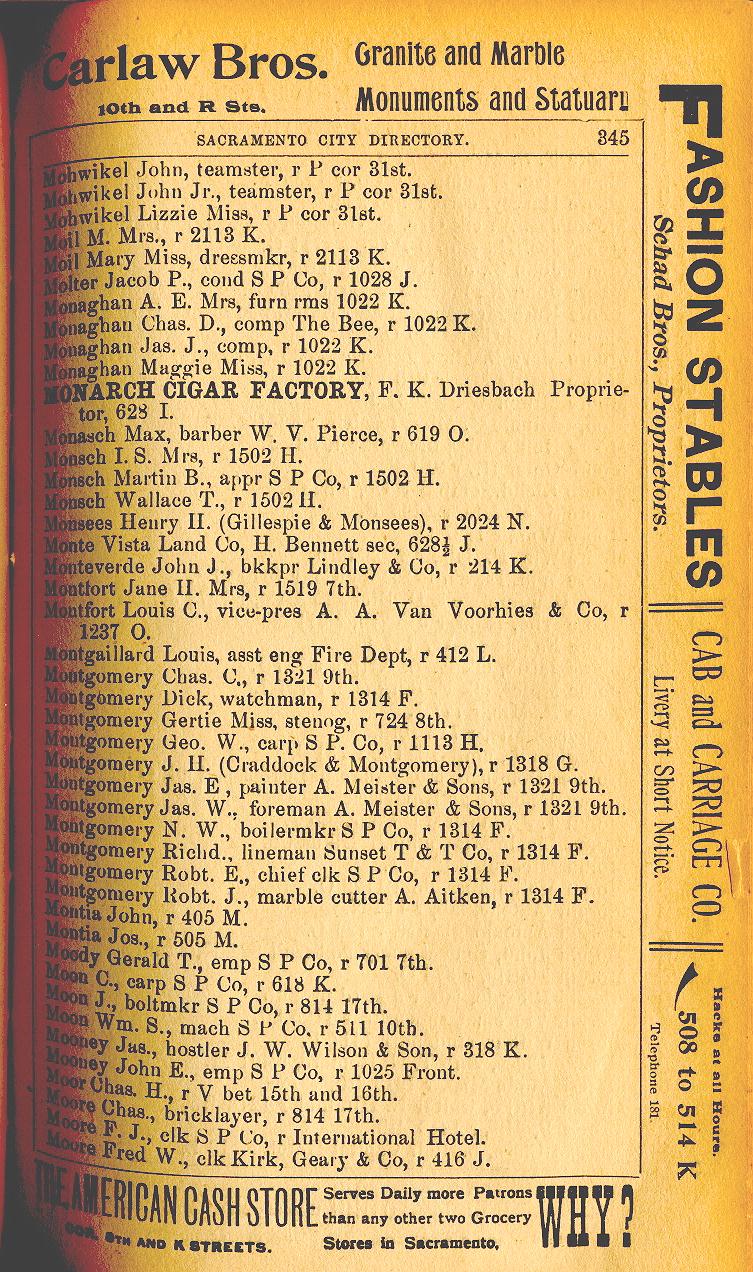 Carlaw Bros.
10th and R Sts.
Granite and Marble
Monuments and Statuary
SACRAMENTO CITY DIRECTORY. 345
Mohwikel John, teamster, r P cor 31st.
Mohwikel John Jr., teamster, r P cor 31st.
Mohwikel Lizzie Miss, r P cor 31st.
Moil M. Mrs., r 2113 K.
Moil Mary Miss, dressmkr, r 2113 K.
Molter Jacob P., cond S P Co, r 1028 J.
Monaghan A. E. Mrs, furn rms 1022 K.
Monaghan Chas. D., comp The Bee, r 1022 K.
Monaghan Jas. J., comp, r 1022 K.
Monaghan Maggie Miss, r 1022 K.
MONARCH CIGAR FACTORY, F. K. Driesbach Proprie-
tor, 628 I.
Monasch Max, barber W. V. Pierce, r 619 O.
Monsch I. S. Mrs, r 1502 H.
Monsch Martin B., appr S P Co, r 1502 H.
Monsch Wallace T., r 1502 H.
Monsees Henry H. (Gillespie & Monsees), r 2024 N.
Monte Vista Land Co, H. Bennett sec, 628½ J.
Monteverde John J., bkkpr Lindley & Co, r 214 K.
Montfort Jane H. Mrs, r 1519 7th.
Montfort Louis C., vice-pres A. A. Van Voorhies & Co, r
1237 O.
Montgaillard Louis, asst eng Fire Dept, r 412 L.
Montgomery Chas. C., r 1321 9th.
Montgomery Dick, watchman, r 1314 F.
Montgomery Gertie Miss, stenog, r 724 8th.
Montgomery Geo. W., carp S P. Co, r 1113 H.
Montgomery J. H. (Craddock & Montgomery), r 1318 G.
Montgomery Jas. E , painter A. Meister & Sons, r 1321 9th.
Montgomery Jas. W., foreman A. Meister & Sons, r 1321 9th.
Montgomery N. W., boilermkr S P Co, r 1314 F.
Montgomery Richd., lineman Sunset T & T Co, r 1314 F.
Montgomery Robt. E., chief clk S P Co, r 1314 F.
Montgomery Robt. J., marble cutter A. Aitken, r 1314 F.
Montia John, r 405 M.
Montia Jos., r 505 M.
Moody Gerald T., emp S P Co, r 701 7th.
Moon C., carp S P Co, r 618 K.
Moon J., boltmkr S P Co, r 814 17th.
Moon Wm. S., mach S P Co, r 511 10th.
Mooney Jas., hostler J. W. Wilson & Son, r 318 K.
Mooney John E., emp S P Co, r 1025 Front.
Moor Chas. H., r V bet 15th and 16th.
Moore Chas., bricklayer, r 814 17th.
Moore F. J., clk S P Co, r International Hotel.
Moore Fred W., clk Kirk, Geary & Co, r 416 J.
THE AMERICAN CASH STORE
COR. 8TH AND K STREETS.
Serves Daily more Patrons
than any other two Grocery
Stores in Sacramento,
WHY?
FASHION STABLES
Schad Bros., Proprietors.
CAB and CARRIAGE CO.
Livery at Short Notice.
Hacks at all Hours.
508 to 514 K
Telephone 181.